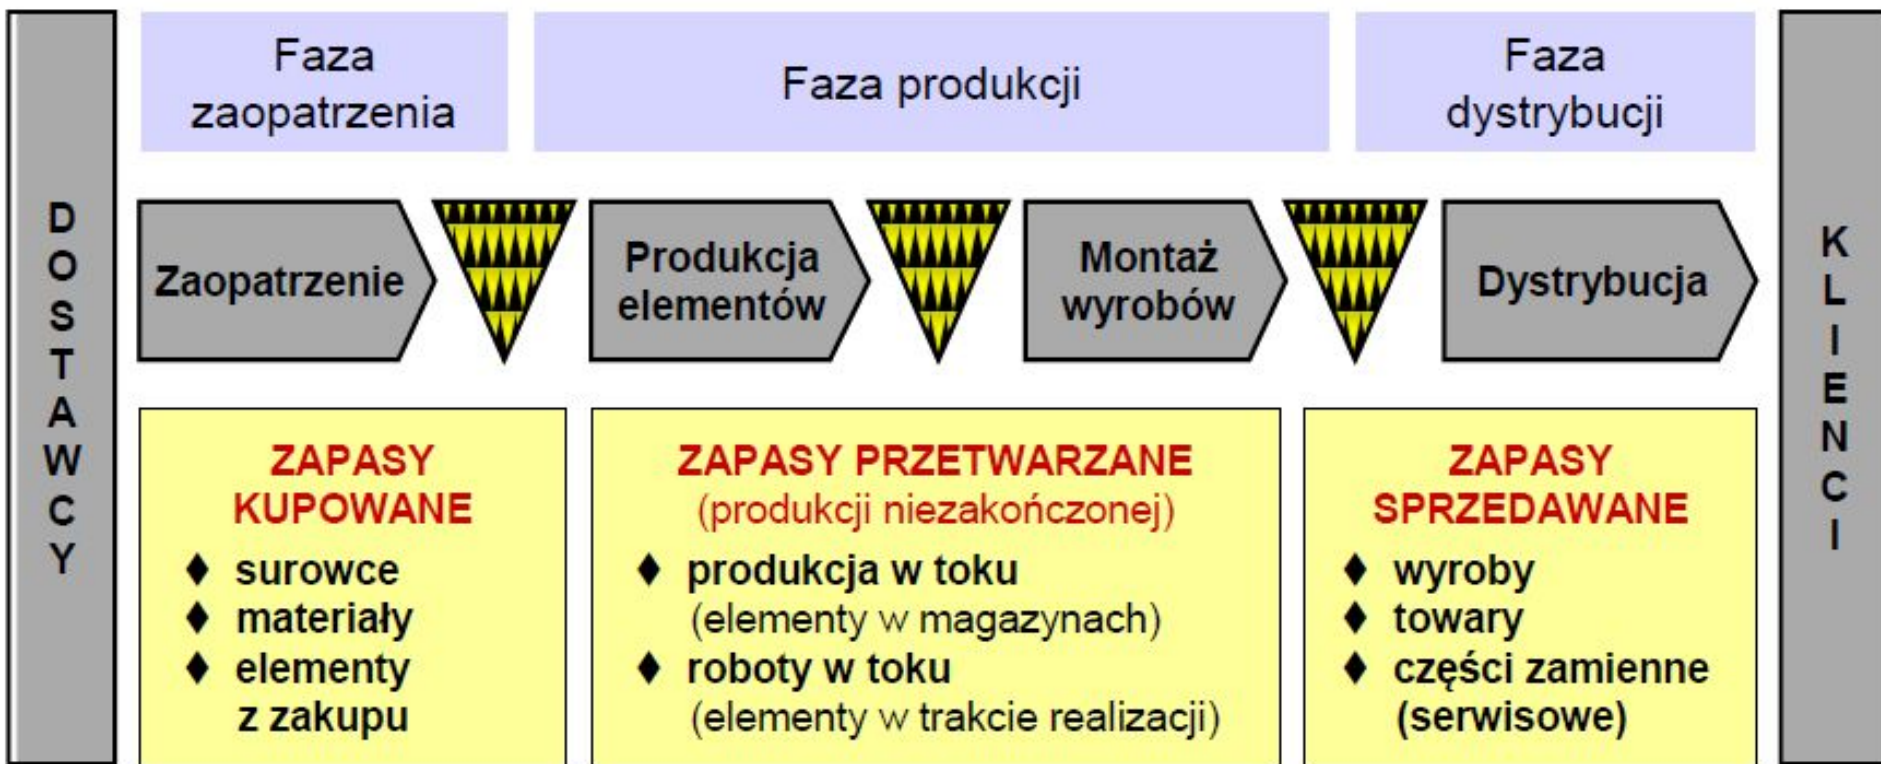 DOSTAWCY
Faza
zaopatrzenia
Faza produkcji
Faza
dystrybucji
Zaopatrzenie
Produkcja
elementów
Montaż
wyrobów
Dystrybucja
ZAPASY
KUPOWANE
♦ surowce
♦ materiały
♦ elementy
z zakupu
ZAPASY PRZETWARZANE
(produkcji niezakończonej)
♦ produkcja w toku
(elementy w magazynach)
♦ roboty w toku
(elementy w trakcie realizacji)
ZAPASY
SPRZEDAWANE
♦ wyroby
♦ towary
♦ części zamienne
(serwisowe)
KLIENCI